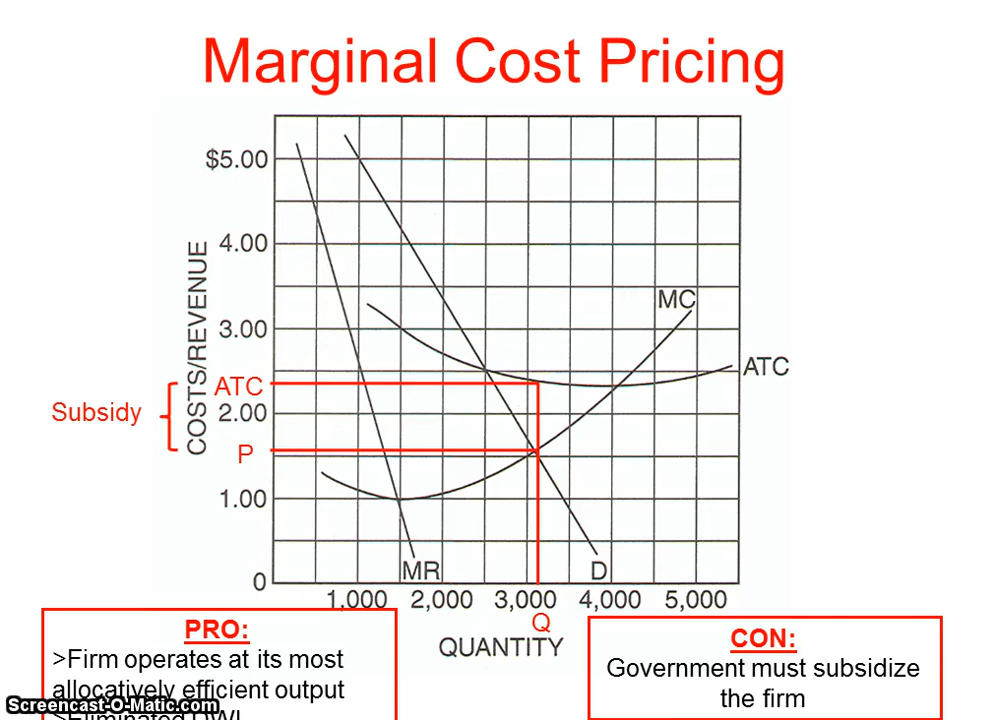 Marginal Cost Pricing
$5.00
4.00
3.00
2.00
1.00
0
COSTS/REVENUE
ATC
P
Subsidy
MC
ATC
MR
D
1,000
2,000
3,000
4,000
5,000
Q
QUANTITY
PRO:
>Firm operates at its most
allocatively efficient output
>Eliminated DWL
CON:
Government must subsidize
the firm
Screencast-O-Matic.com